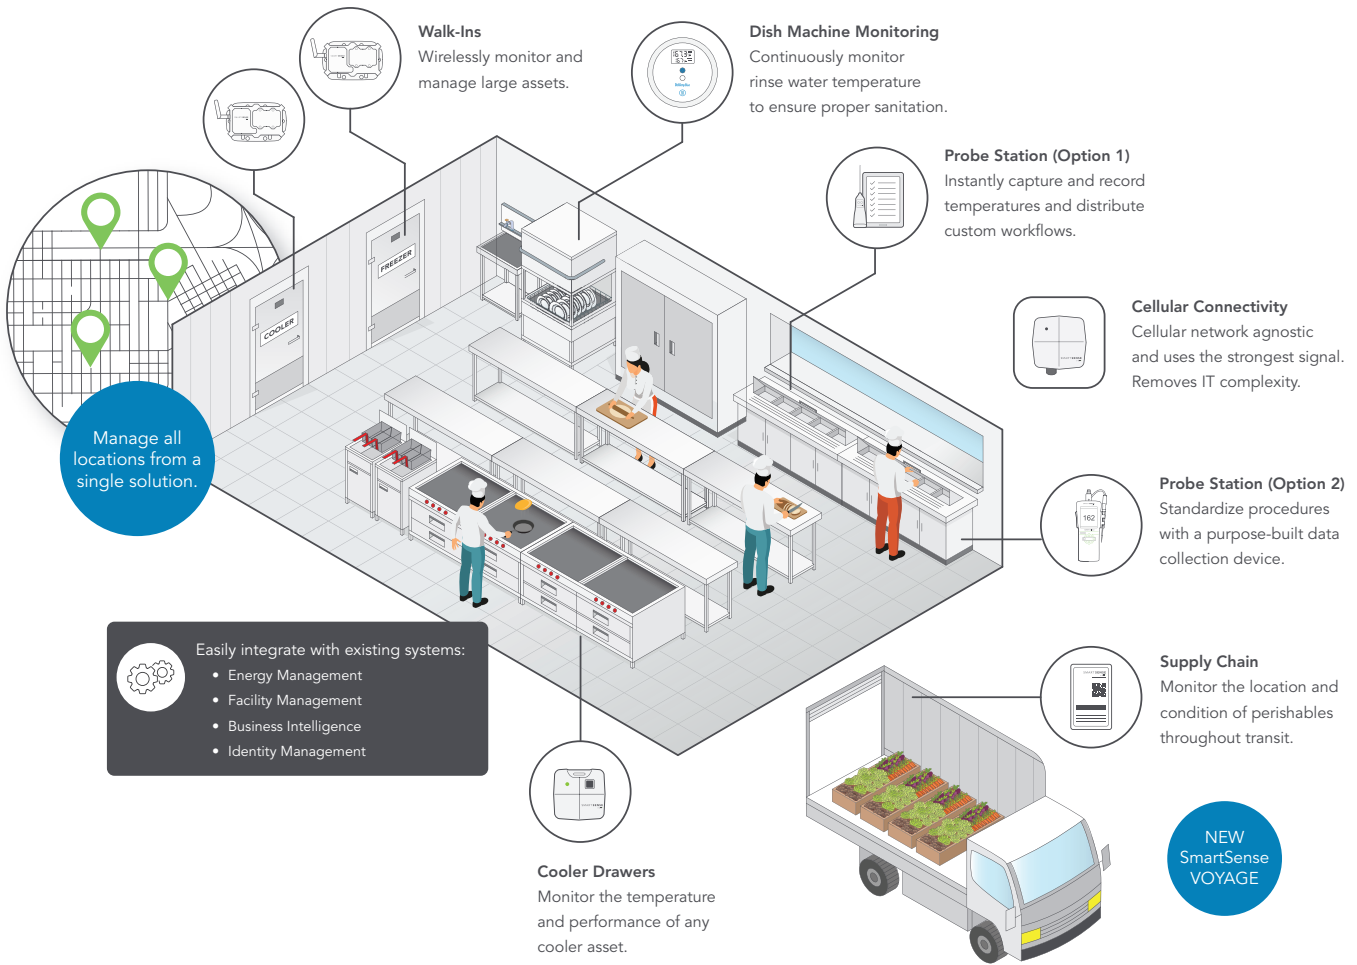 Walk-Ins
Wirelessly monitor and
manage large assets.
Dish Machine Monitoring
Continuously monitor
rinse water temperature
to ensure proper sanitation.
Probe Station (Option 1)
Instantly capture and record
temperatures and distribute
custom workflows.
Cellular Connectivity
Cellular network agnostic
and uses the strongest signal.
Removes IT complexity.
FREEZER
COOLER
Manage all
locations from a
single solution.
Probe Station (Option 2)
Standardize procedures
with a purpose-built data
collection device.
162
Easily integrate with existing systems:
• Energy Management
• Facility Management
• Business Intelligence
• Identity Management
Supply Chain
Monitor the location and
condition of perishables
throughout transit.
SMARTSENSE
NEW
SmartSense
VOYAGE
SMARTSENSE
Cooler Drawers
Monitor the temperature
and performance of any
cooler asset.